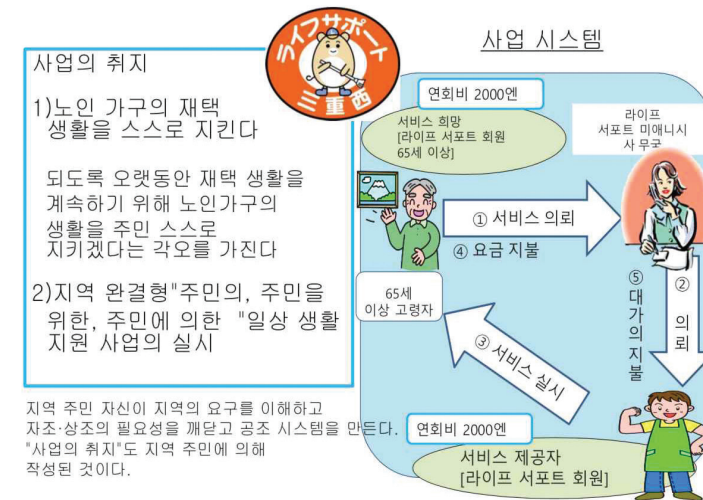 ライフサポート
三重西
사업의 취지
1)노인 가구의 재택
생활을 스스로 지킨다
되도록 오랫동안 재택 생활을
계속하기 위해 노인가구의
생활을 주민 스스로
지키겠다는 각오를 가진다
2)지역 완결형"주민의, 주민을
위한, 주민에 의한 "일상 생활
지원 사업의 실시
지역 주민 자신이 지역의 요구를 이해하고
자조·상조의 필요성을 깨닫고 공조 시스템을 만든다.
"사업의 취지"도 지역 주민에 의해
작성된 것이다.
사업 시스템
연회비 2000엔
서비스 희망
[라이프 서포트 회원
65세 이상]
라이프
서포트 미애니시
사 무국
① 서비스 의뢰
④ 요금 지불
65세
이상 고령자
⑤ 대가의 지불
② 의뢰
③ 서비스 실시
연회비 2000엔
서비스 제공자
[라이프 서포트 회원]